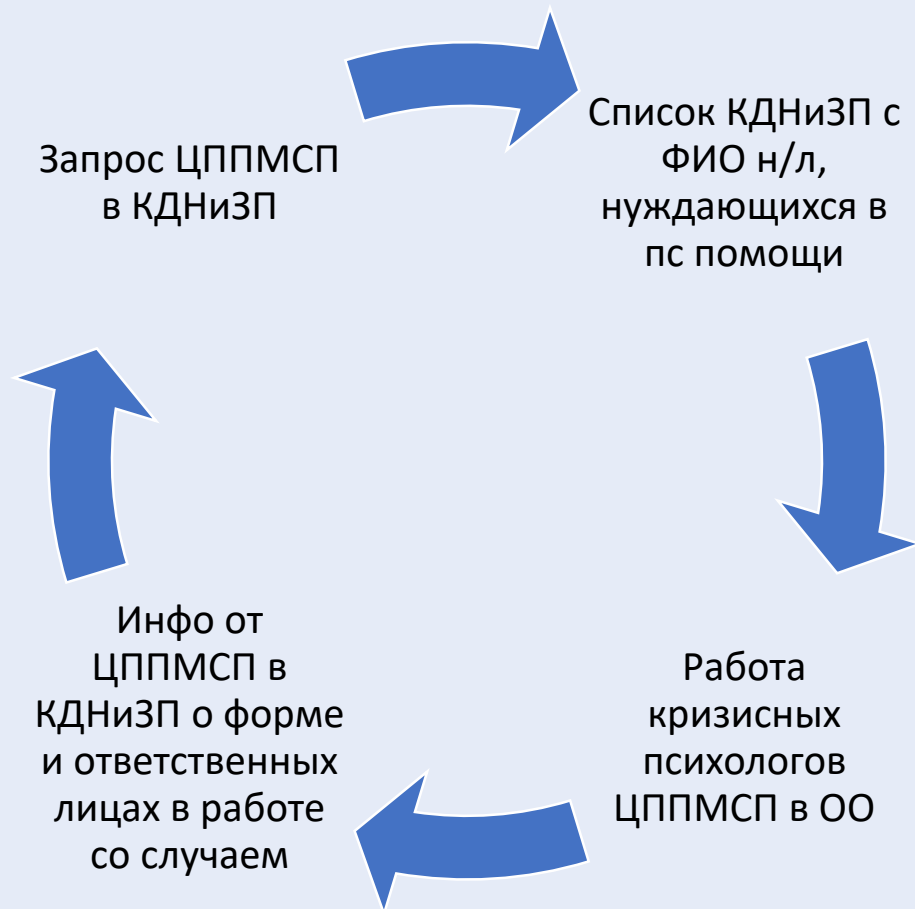 Запрос ЦППМСП
в КДНиЗП
Список КДНиЗП с
ФИО н/л,
нуждающихся в
пс помощи
Работа
кризисных
психологов
ЦППМСП в ОО
Инфо от
ЦППМСП в
КДНиЗП о форме
и ответственных
лицах в работе
со случаем